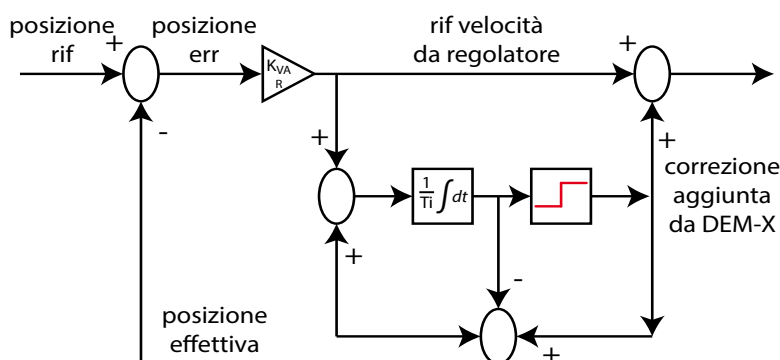 posizione
rif
posizione
err
rif velocità
da regolatore
+
-
K VA
R
+
+
+
+
1
Ti ∫ dt
-
+
correzione
aggiunta
da DEM-X
posizione
effettiva